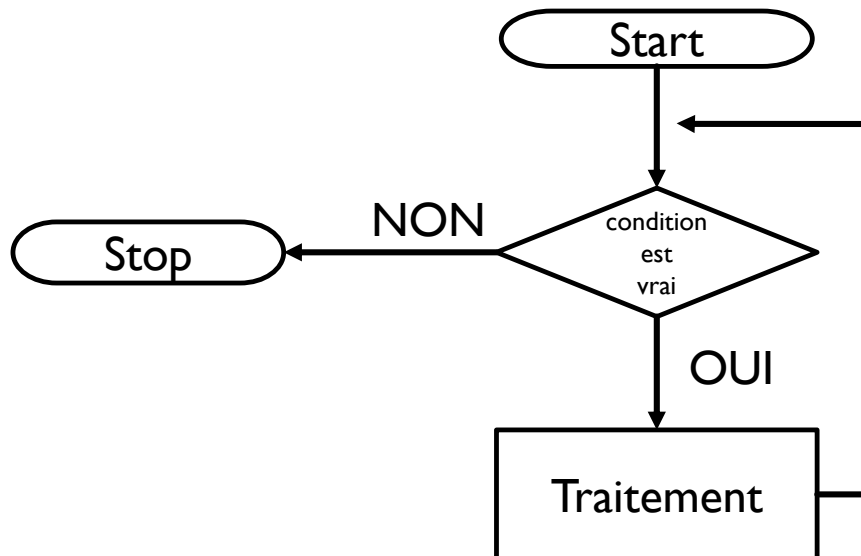 Start
NON
condition
est
vrai
Stop
OUI
Traitement